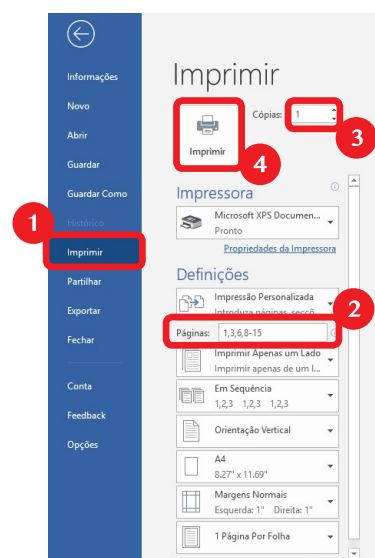 Informações
Novo
Abrir
Guardar
Guardar Como
Histórico
1
Imprimir
Partilhar
Exportar
Fechar
Conta
Feedback
Opções
Imprimir
Imprimir
4
Cópias: 1
3
Impressora
Microsoft XPS Documen...
Pronto
Propriedades da Impressora
Definições
Impressão Personalizada
Introduza páginas, secçõ
2
Páginas: 1,3,6,8-15
Imprimir Apenas um Lado
Imprimir apenas de um l...
Em Sequência
1,2,3 1,2,3 1,2,3
Orientação Vertical
A4
8.27" x 11.69"
Margens Normais
Esquerda: 1" Direita: 1"
1 Página Por Folha